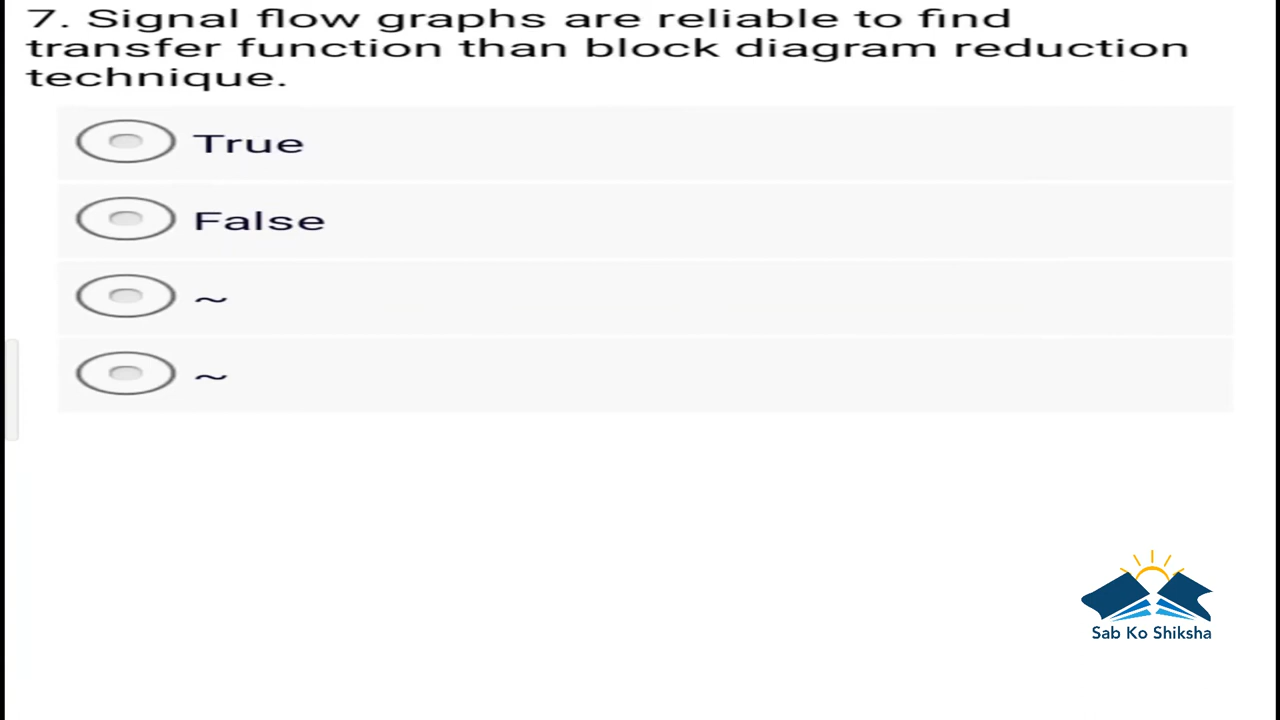 7. Signal flow graphs are reliable to find
transfer function than block diagram reduction
technique.
True
False
~
~
Sab Ko Shiksha